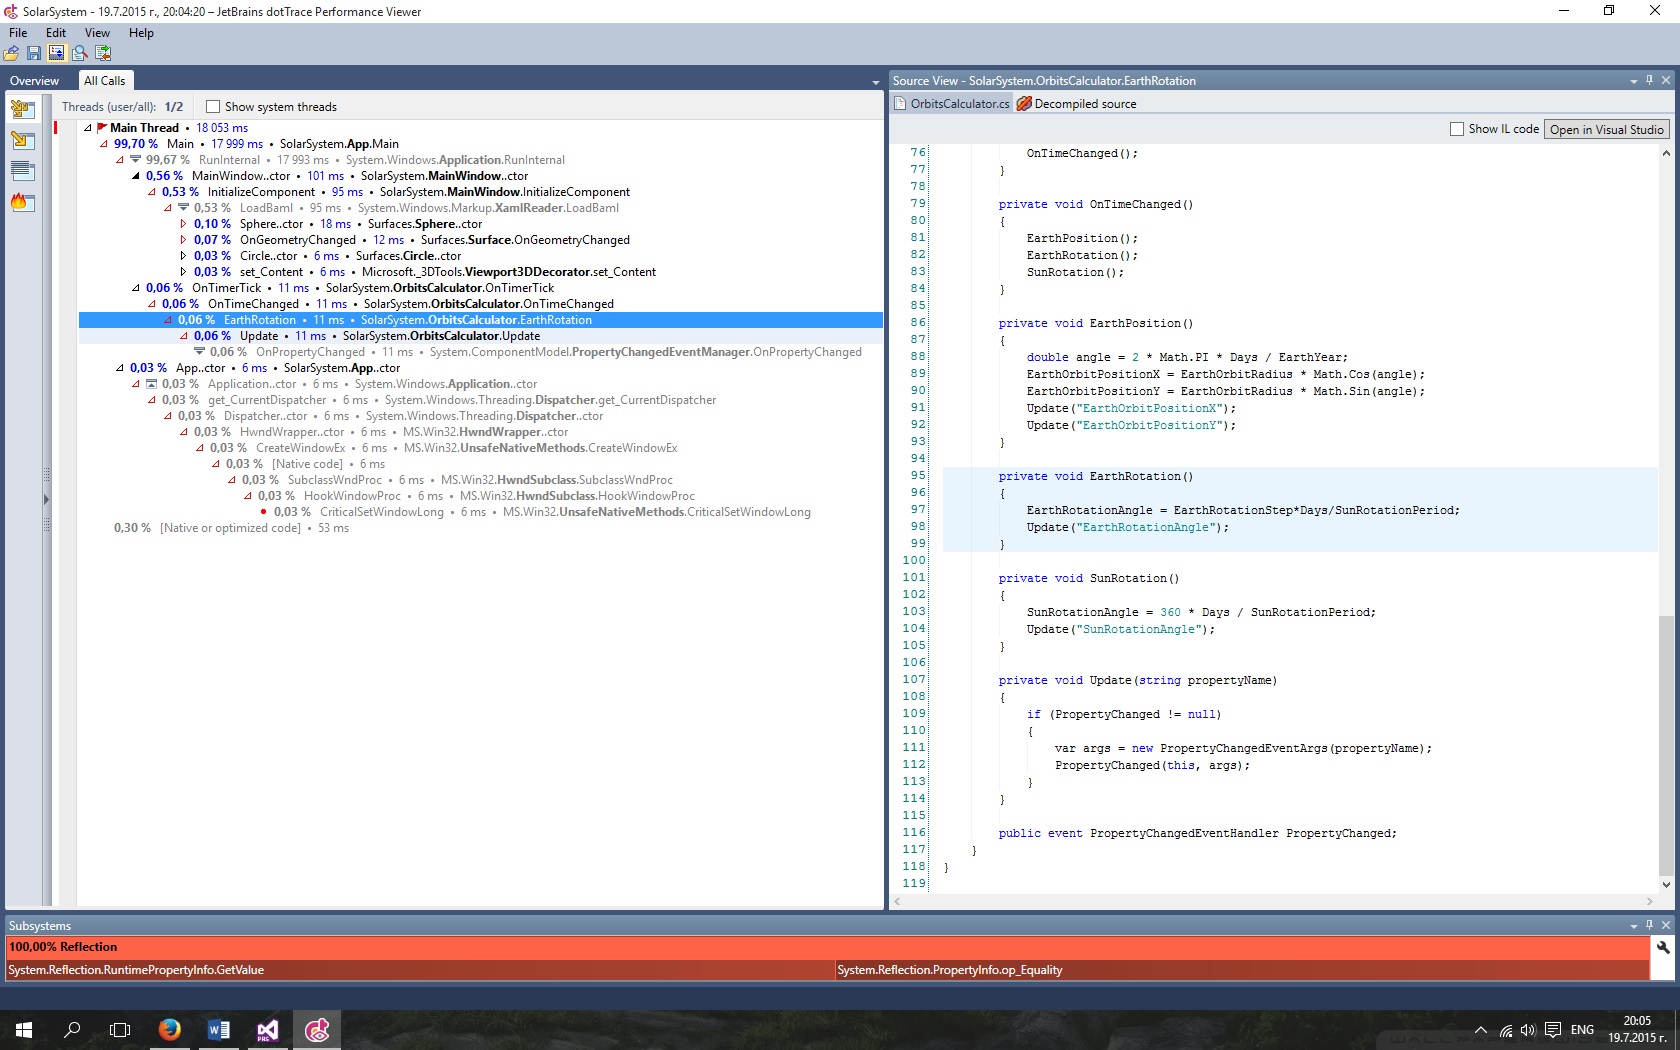 SolarSystem - 19.7.2015 г., 20:04:20 – JetBrains dotTrace Performance Viewer
File Edit View Help
Overview All Calls
Threads (user/all): 1/2 Show system threads
Main Thread • 18 053 ms
99,70 % Main • 17 999 ms • SolarSystem.App.Main
99,67 % RunInternal • 17 993 ms • System.Windows.Application.RunInternal
0,56 % MainWindow..ctor • 101 ms • SolarSystem.MainWindow..ctor
0,53 % InitializeComponent • 95 ms • SolarSystem.MainWindow.InitializeComponent
0,53 % LoadBaml • 95 ms • System.Windows.Markup.XamlReader.LoadBaml
0,10 % Sphere..ctor • 18 ms • Surfaces.Sphere..ctor
0,07 % OnGeometryChanged • 12 ms • Surfaces.Surface.OnGeometryChanged
0,03 % Circle..ctor • 6 ms • Surfaces.Circle..ctor
0,03 % set_Content • 6 ms • Microsoft._3DTools.Viewport3DDecorator.set_Content
0,06 % OnTimerTick • 11 ms • SolarSystem.OrbitsCalculator.OnTimerTick
0,06 % OnTimeChanged • 11 ms • SolarSystem.OrbitsCalculator.OnTimeChanged
0,06 % EarthRotation • 11 ms • SolarSystem.OrbitsCalculator.EarthRotation
0,06 % Update • 11 ms • SolarSystem.OrbitsCalculator.Update
0,06 % OnPropertyChanged • 11 ms • System.ComponentModel.PropertyChangedEventManager.OnPropertyChanged
0,03 % App..ctor • 6 ms • SolarSystem.App..ctor
0,03 % Application..ctor • 6 ms • System.Windows.Application..ctor
0,03 % get_CurrentDispatcher • 6 ms • System.Windows.Threading.Dispatcher.get_CurrentDispatcher
0,03 % Dispatcher..ctor • 6 ms • System.Windows.Threading.Dispatcher..ctor
0,03 % HwndWrapper..ctor • 6 ms • MS.Win32.HwndWrapper..ctor
0,03 % CreateWindowEx • 6 ms • MS.Win32.UnsafeNativeMethods.CreateWindowEx
0,03 % [Native code] • 6 ms
0,03 % SubclassWndProc • 6 ms • MS.Win32.HwndSubclass.SubclassWndProc
0,03 % HookWindowProc • 6 ms • MS.Win32.HwndSubclass.HookWindowProc
0,03 % CriticalSetWindowLong • 6 ms • MS.Win32.UnsafeNativeMethods.CriticalSetWindowLong
0,30 % [Native or optimized code] • 53 ms
Source View - SolarSystem.OrbitsCalculator.EarthRotation
OrbitsCalculator.cs Decompiled source
Show IL code Open in Visual Studio
76 OnTimeChanged();
77 }
78
79 private void OnTimeChanged()
80 {
81 EarthPosition();
82 EarthRotation();
83 SunRotation();
84 }
85
86 private void EarthPosition()
87 {
88 double angle = 2 * Math.PI * Days / EarthYear;
89 EarthOrbitPositionX = EarthOrbitRadius * Math.Cos(angle);
90 EarthOrbitPositionY = EarthOrbitRadius * Math.Sin(angle);
91 Update("EarthOrbitPositionX");
92 Update("EarthOrbitPositionY");
93 }
94
95 private void EarthRotation()
96 {
97 EarthRotationAngle = EarthRotationStep*Days/SunRotationPeriod;
98 Update("EarthRotationAngle");
99 }
100
101 private void SunRotation()
102 {
103 SunRotationAngle = 360 * Days / SunRotationPeriod;
104 Update("SunRotationAngle");
105 }
106
107 private void Update(string propertyName)
108 {
109 if (PropertyChanged != null)
110 {
111 var args = new PropertyChangedEventArgs(propertyName);
112 PropertyChanged(this, args);
113 }
114 }
115
116 public event PropertyChangedEventHandler PropertyChanged;
117 }
118 }
119
Subsystems
100,00% Reflection
System.Reflection.RuntimePropertyInfo.GetValue System.Reflection.PropertyInfo.op_Equality
ENG
20:05
19.7.2015 г.